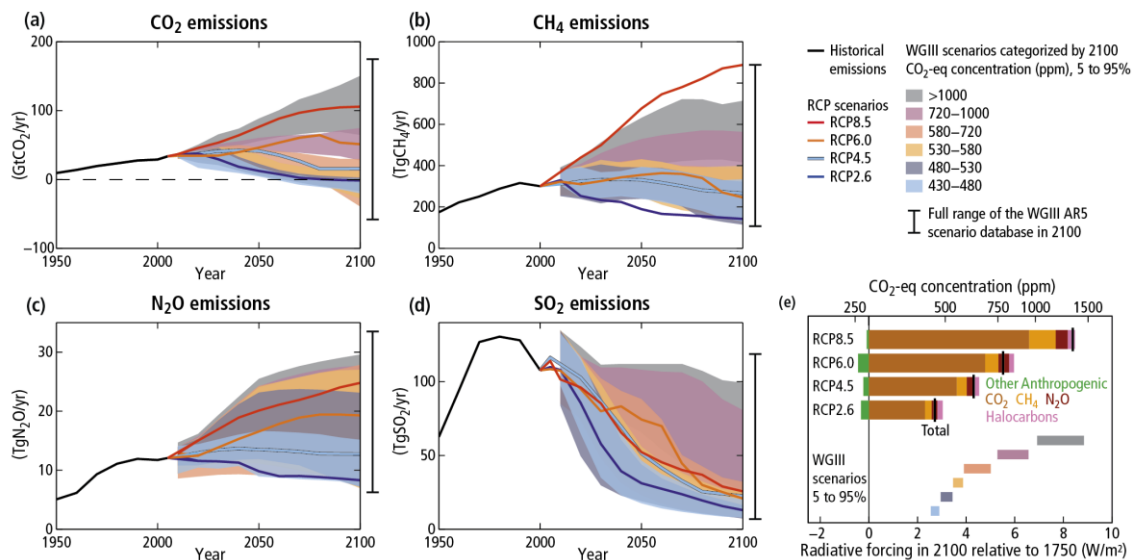 (a) CO2 emissions
200
100
0
−100
(GtCO2/yr)
1950 2000 2050 2100
Year
(b) CH4 emissions
1000
800
600
400
200
0
(TgCH4/yr)
1950 2000 2050 2100
Year
Historical emissions
RCP scenarios
RCP8.5
RCP6.0
RCP4.5
RCP2.6
WGIII scenarios categorized by 2100
CO2-eq concentration (ppm), 5 to 95%
>1000
720−1000
580−720
530−580
480−530
430−480
Full range of the WGIII AR5
scenario database in 2100
(c) N2O emissions
30
20
10
0
(TgN2O/yr)
1950 2000 2050 2100
Year
(d) SO2 emissions
100
50
0
(TgSO2/yr)
1950 2000 2050 2100
Year
(e) CO2-eq concentration (ppm)
250 500 750 1000 1500
RCP8.5
RCP6.0
RCP4.5
RCP2.6
Other Anthropogenic
CO2 CH4 N2O
Halocarbons
Total
WGIII
scenarios
5 to 95%
−2 0 2 4 6 8 10
Radiative forcing in 2100 relative to 1750 (W/m2)